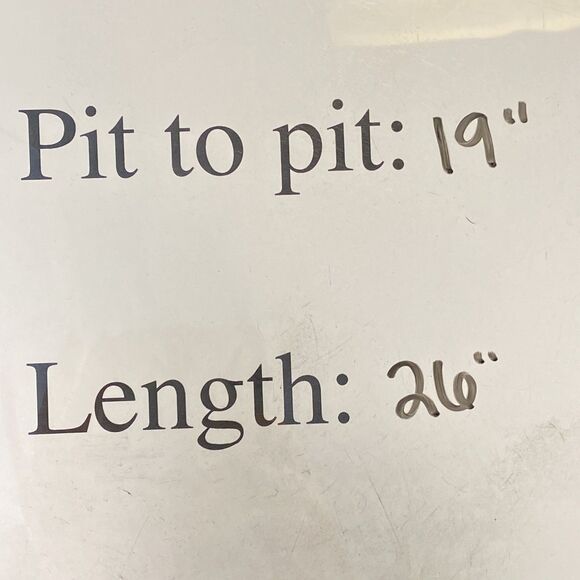 Pit to pit: 19"
Length: 26"